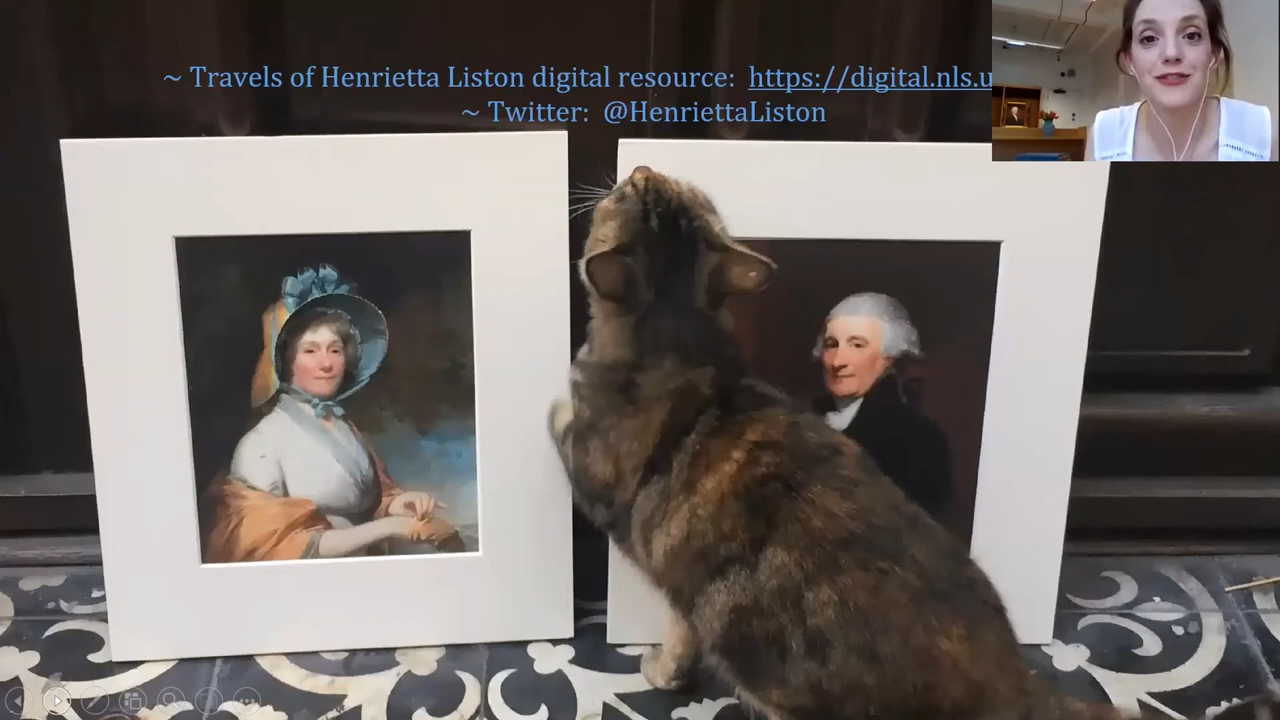 ~ Travels of Henrietta Liston digital resource: https://digital.nls.u
~ Twitter: @HenriettaListon